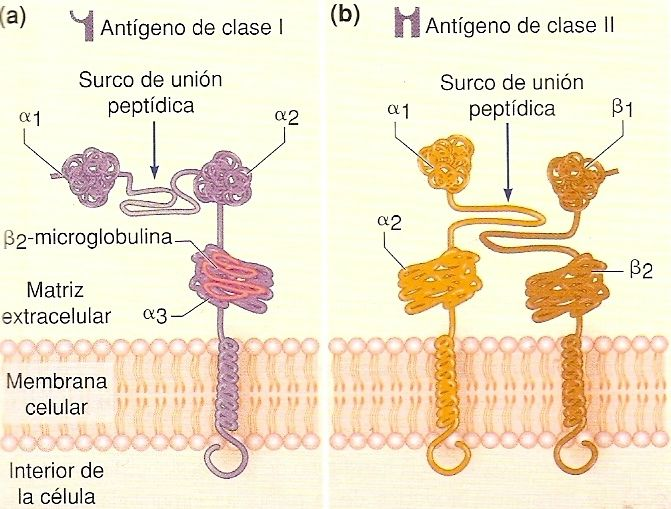 (a)
Antígeno de clase I
Surco de unión
peptídica
α1
α2
β2-microglobulina
Matriz
extracelular
α3
Membrana
celular
Interior de
la célula
(b)
Antígeno de clase II
Surco de unión
peptídica
α1
β1
α2
β2